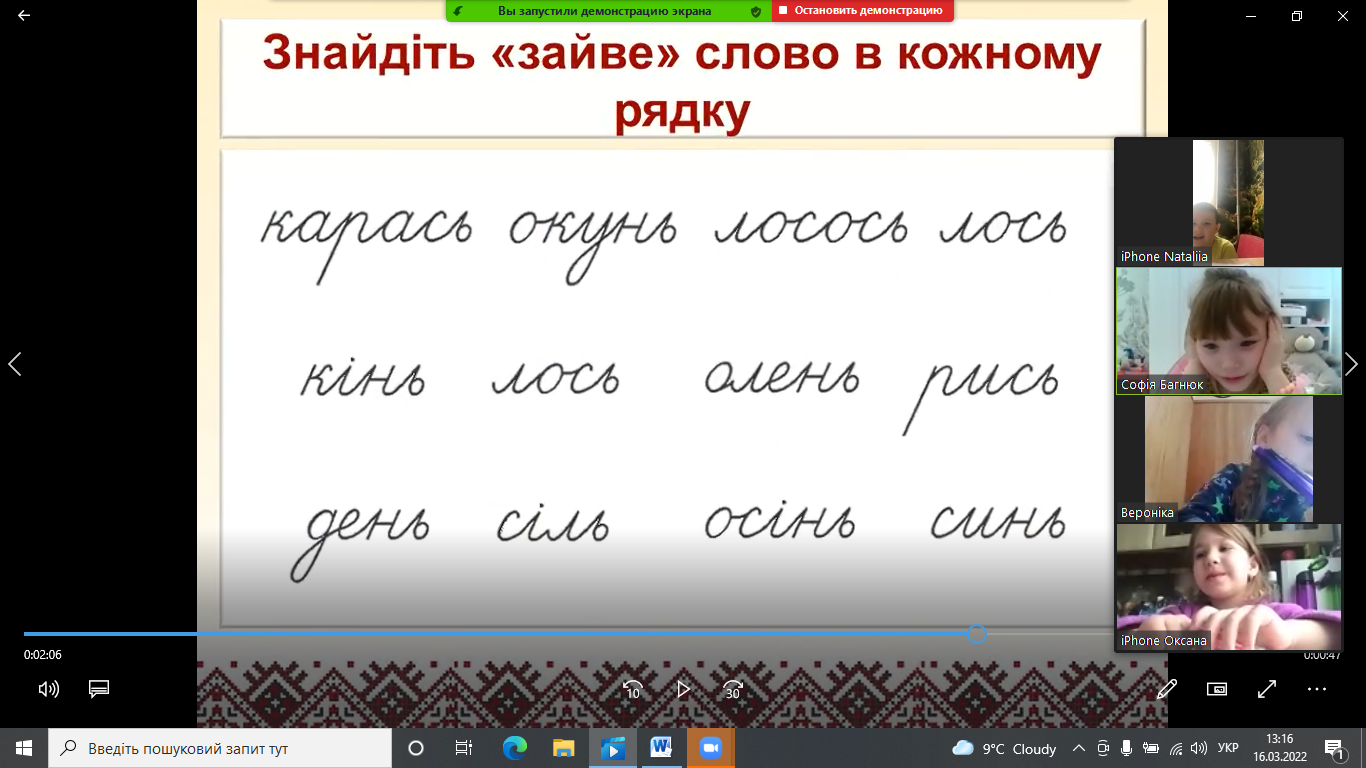 Вы запустили демонстрацию экрана Остановить демонстрацию
Знайдіть «зайве» слово в кожному
рядку
карась окунь лосось лось
кінь лось олень рись
день сіль осінь синь
iPhone Nataliia
Софія Багнюк
Вероніка
iPhone Оксана
0:02:06
0:00:47
10
30
Введіть пошуковий запит тут
9°C Cloudy
УКР
13:16
16.03.2022
1